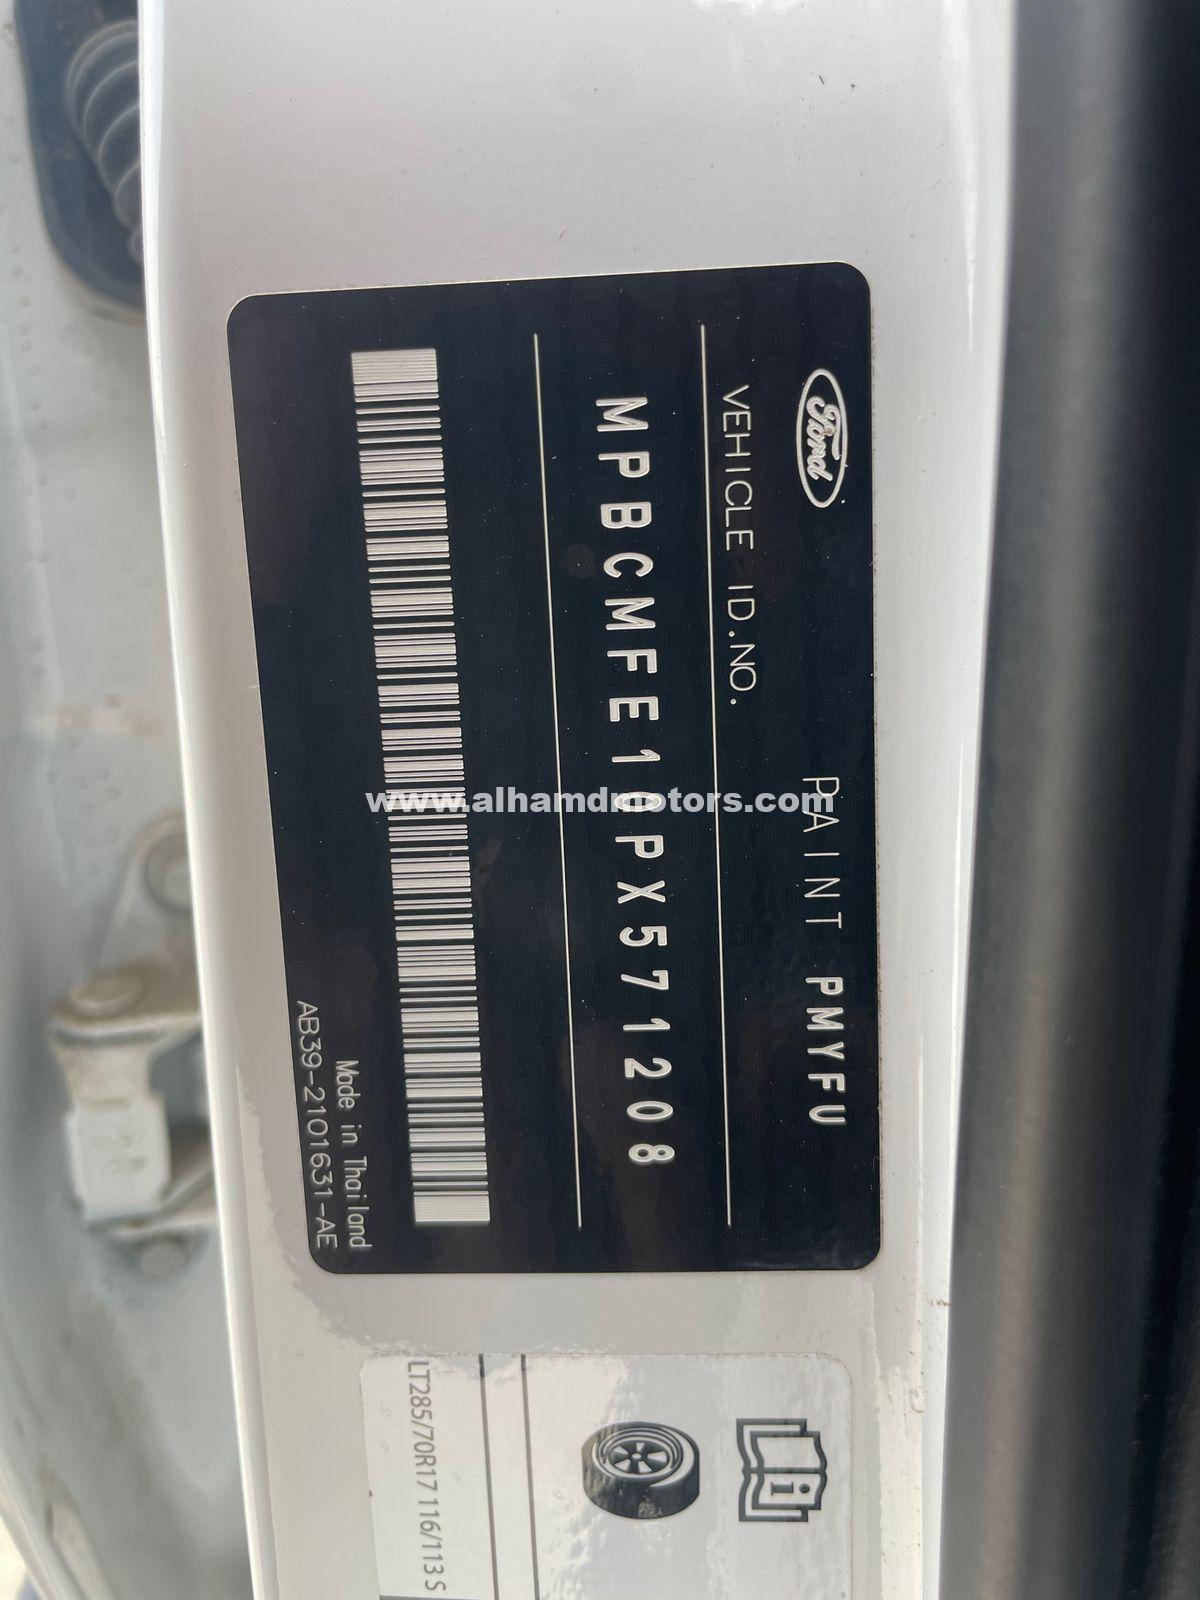 Ford
PAINT PMYFU
VEHICLE ID.NO.
MPBCMFE10PX571208
Made in Thailand
AB39-2101631-AE
LT285/70R17 116/113 S
www.alhamdmotors.com